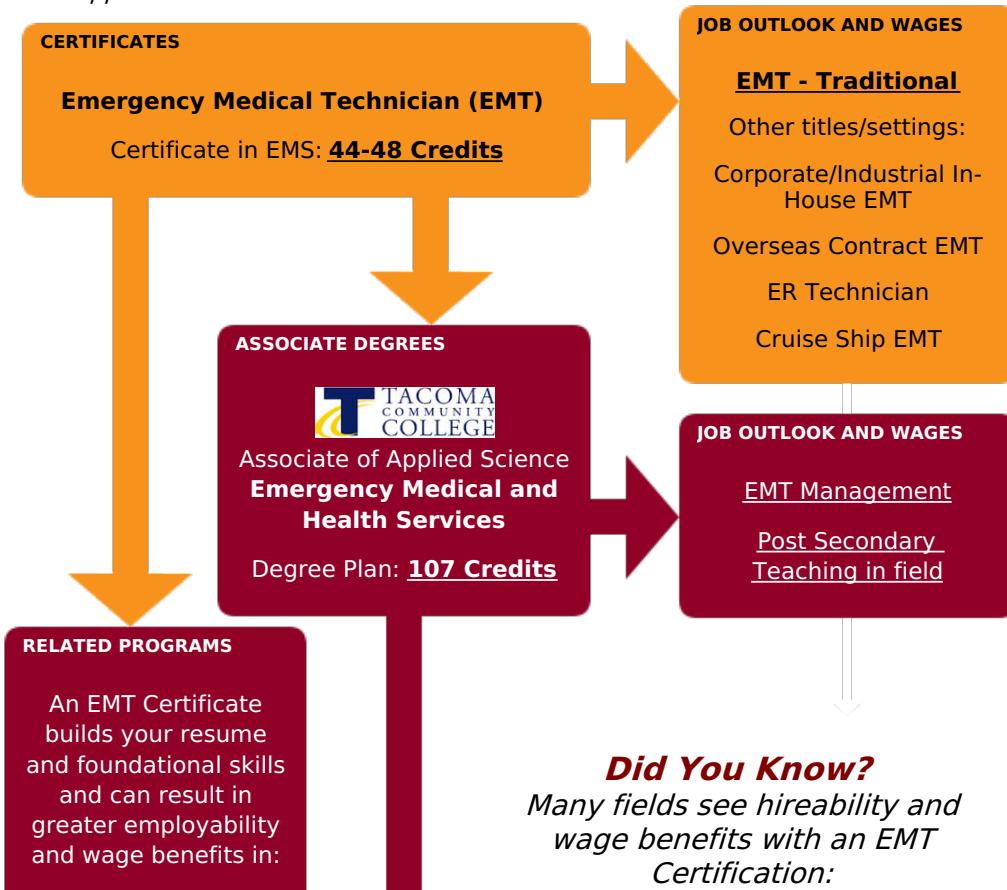 CERTIFICATES
Emergency Medical Technician (EMT)
Certificate in EMS: 44-48 Credits
JOB OUTLOOK AND WAGES
EMT - Traditional
Other titles/settings:
Corporate/Industrial In-
House EMT
Overseas Contract EMT
ER Technician
Cruise Ship EMT
ASSOCIATE DEGREES
TACOMA
COMMUNITY
COLLEGE
Associate of Applied Science
Emergency Medical and
Health Services
Degree Plan: 107 Credits
JOB OUTLOOK AND WAGES
EMT Management
Post Secondary
Teaching in field
RELATED PROGRAMS
An EMT Certificate
builds your resume
and foundational skills
and can result in
greater employability
and wage benefits in:
Did You Know?
Many fields see hireability and
wage benefits with an EMT
Certification: